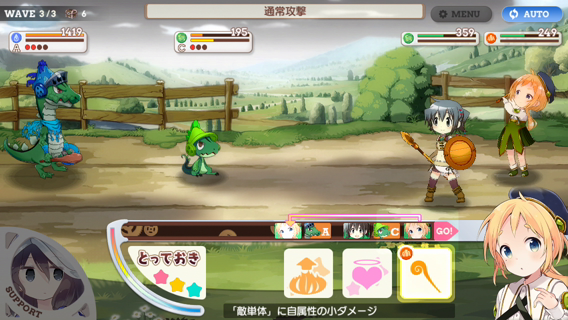 WAVE 3/3 6
通常攻撃
MENU
AUTO
1419
A
195
C
359
249
A
C
GO!
とっておき
SUPPORT
「敵単体」に自属性の小ダメージ